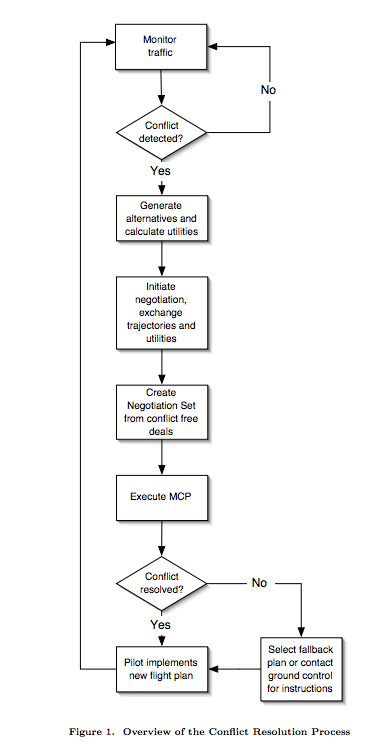 Monitor
traffic
No
Conflict
detected?
Yes
Generate
alternatives and
calculate utilities
Initiate
negotiation,
exchange
trajectories and
utilities
Create
Negotiation Set
from conflict free
deals
Execute MCP
Conflict
resolved?
No
Yes
Pilot implements
new flight plan
Select fallback
plan or contact
ground control
for instructions
Figure 1. Overview of the Conflict Resolution Process